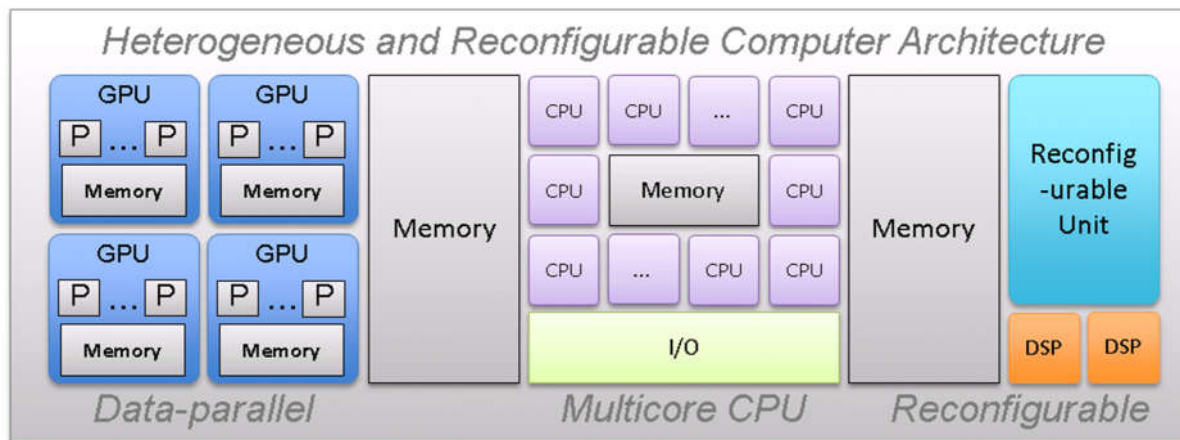 Heterogeneous and Reconfigurable Computer Architecture
GPU
P ... P
Memory
GPU
P ... P
Memory
GPU
P ... P
Memory
GPU
P ... P
Memory
Memory
CPU CPU ... CPU
CPU Memory CPU
CPU ... CPU CPU
I/O
Memory
Reconfig
-urable
Unit
DSP DSP
Data-parallel Multicore CPU Reconfigurable